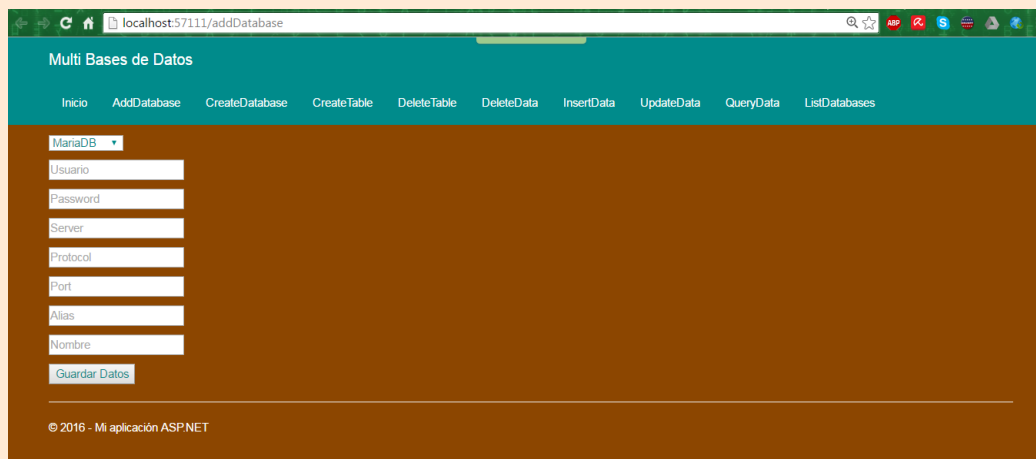 localhost:57111/addDatabase
ABP
S
Multi Bases de Datos
Inicio AddDatabase CreateDatabase CreateTable DeleteTable DeleteData InsertData UpdateData QueryData ListDatabases
MariaDB
Usuario
Password
Server
Protocol
Port
Alias
Nombre
Guardar Datos
© 2016 - Mi aplicación ASP.NET